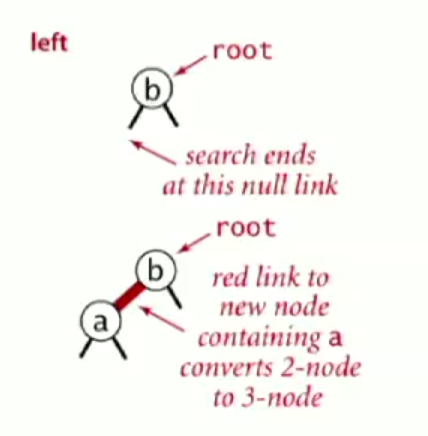 left
root
b
search ends
at this null link
root
b
red link to
new node
a
containing a
converts 2-node
to 3-node